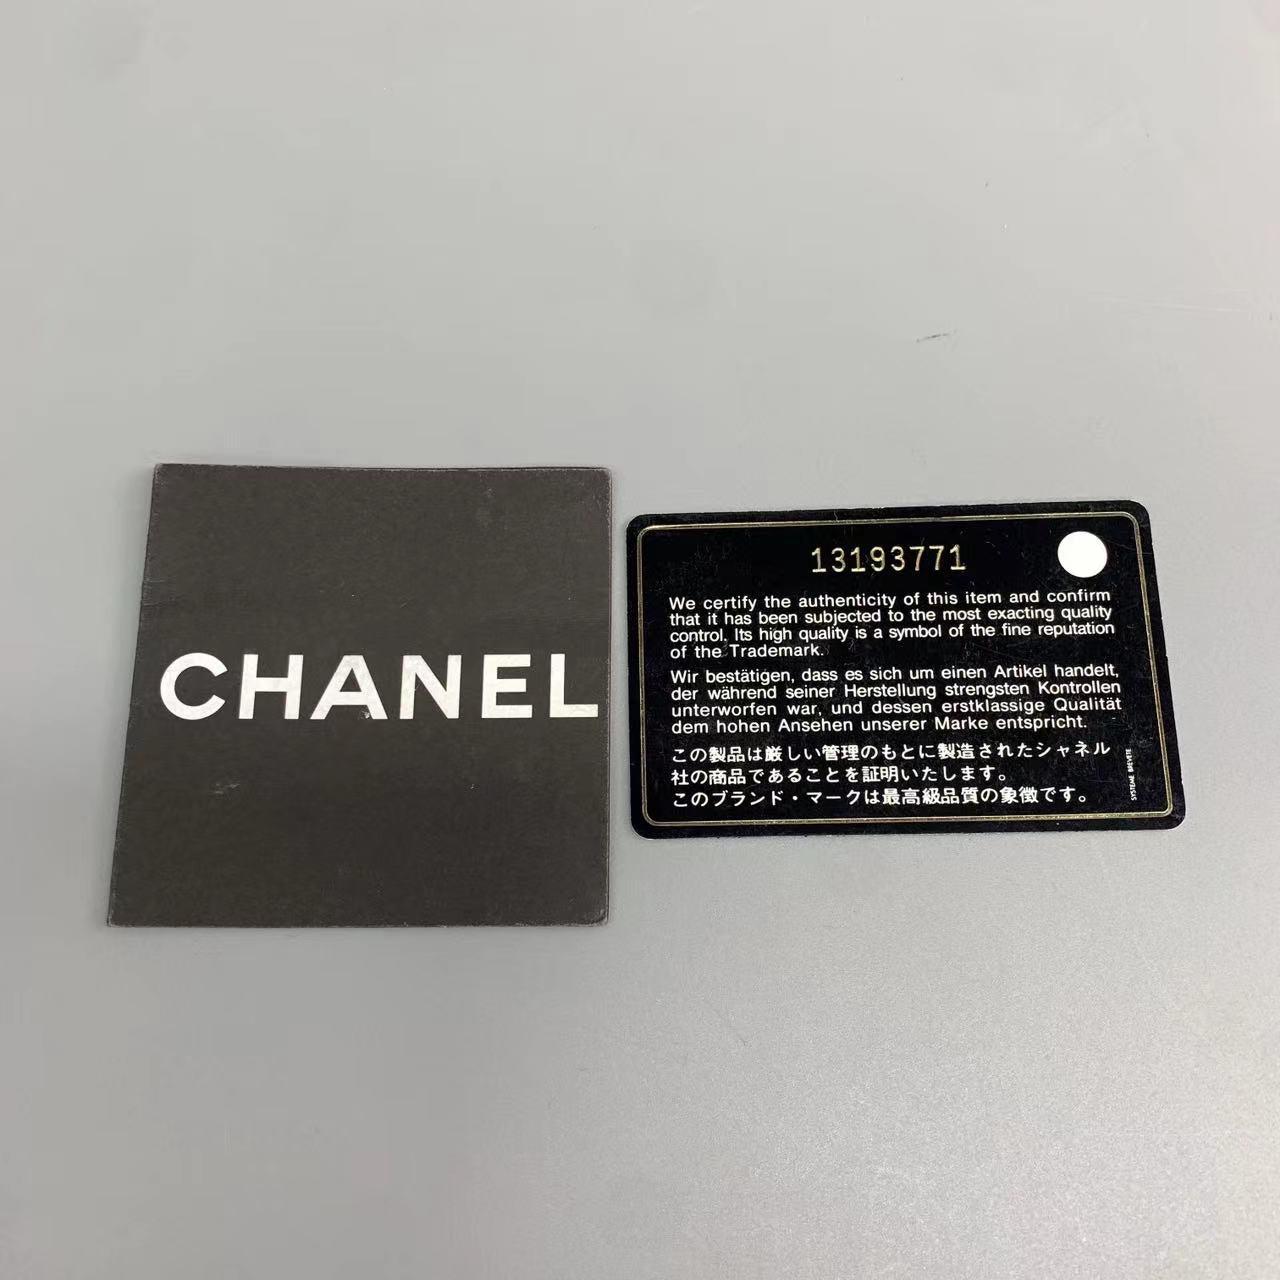 CHANEL
13193771
We certify the authenticity of this item and confirm
that it has been subjected to the most exacting quality
control. Its high quality is a symbol of the fine reputation
of the Trademark.
Wir bestätigen, dass es sich um einen Artikel handelt,
der während seiner Herstellung strengsten Kontrollen
unterworfen war, und dessen erstklassige Qualität
dem hohen Ansehen unserer Marke entspricht.
この製品は厳しい管理のもとに製造されたシャネル
社の商品であることを証明いたします。
このブランド・マークは最高級品質の象徴です。
SYSTEME BREVETE